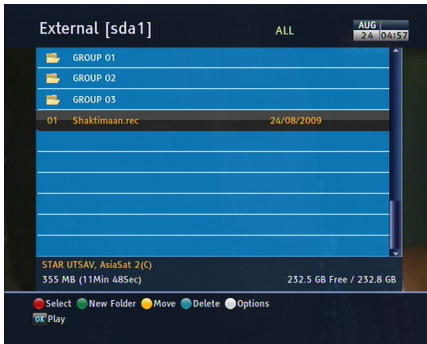 External [sda1]
ALL
AUG
24 04:57
GROUP 01
GROUP 02
GROUP 03
01 Shaktimaan.rec 24/08/2009
STAR UTSAV, AsiaSat 2(C)
355 MB (11Min 48Sec) 232.5 GB Free / 232.8 GB
Select New Folder Move Delete Options
OK Play